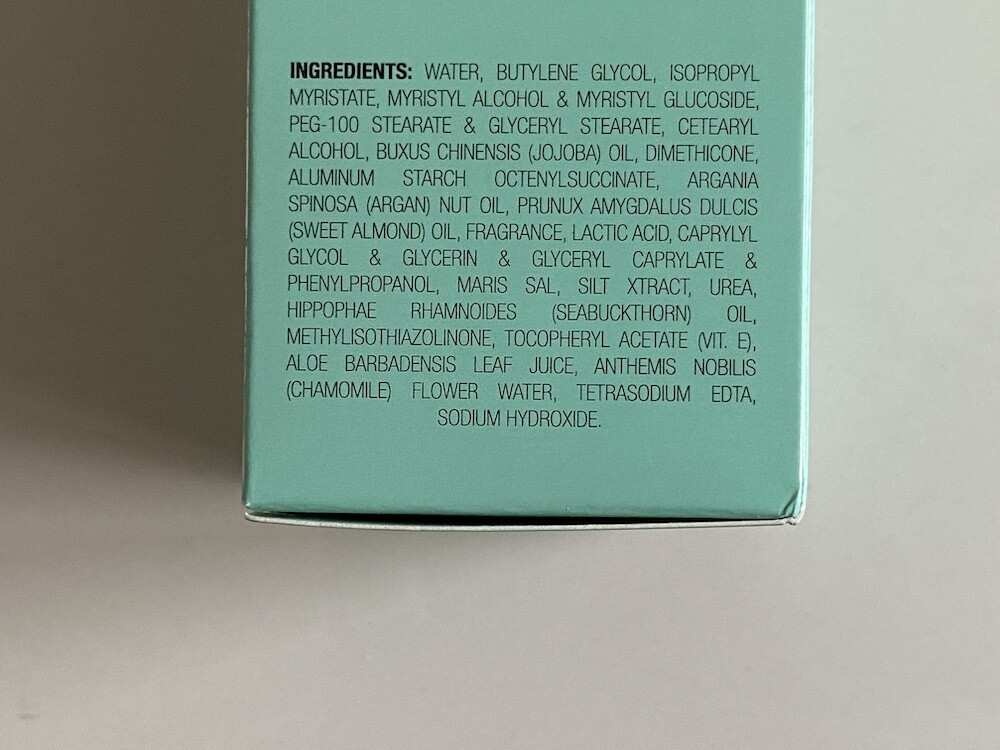 INGREDIENTS: WATER, BUTYLENE GLYCOL, ISOPROPYL
MYRISTATE, MYRISTYL ALCOHOL & MYRISTYL GLUCOSIDE,
PEG-100 STEARATE & GLYCERYL STEARATE, CETEARYL
ALCOHOL, BUXUS CHINENSIS (JOJOBA) OIL, DIMETHICONE,
ALUMINUM STARCH OCTENYLSUCCINATE, ARGANIA
SPINOSA (ARGAN) NUT OIL, PRUNUX AMYGDALUS DULCIS
(SWEET ALMOND) OIL, FRAGRANCE, LACTIC ACID, CAPRYLYL
GLYCOL & GLYCERIN & GLYCERYL CAPRYLATE &
PHENYLPROPANOL, MARIS SAL, SILT XTRACT, UREA,
HIPPOPHAE RHAMNOIDES (SEABUCKTHORN) OIL,
METHYLISOTHIAZOLINONE, TOCOPHERYL ACETATE (VIT. E),
ALOE BARBADENSIS LEAF JUICE, ANTHEMIS NOBILIS
(CHAMOMILE) FLOWER WATER, TETRASODIUM EDTA,
SODIUM HYDROXIDE.